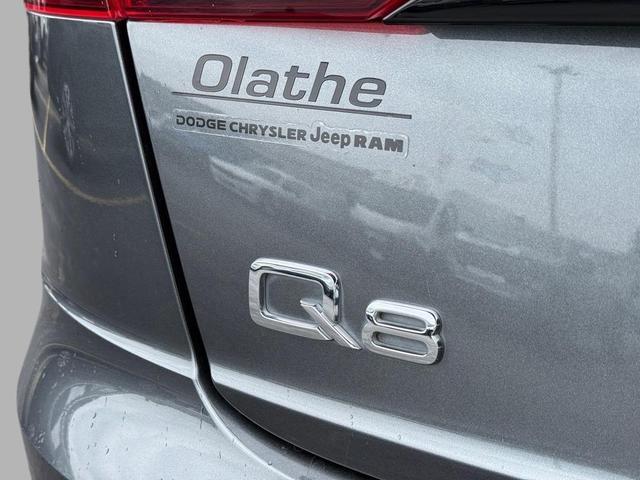 Olathe
DODGE CHRYSLER Jeep RAM
Q8